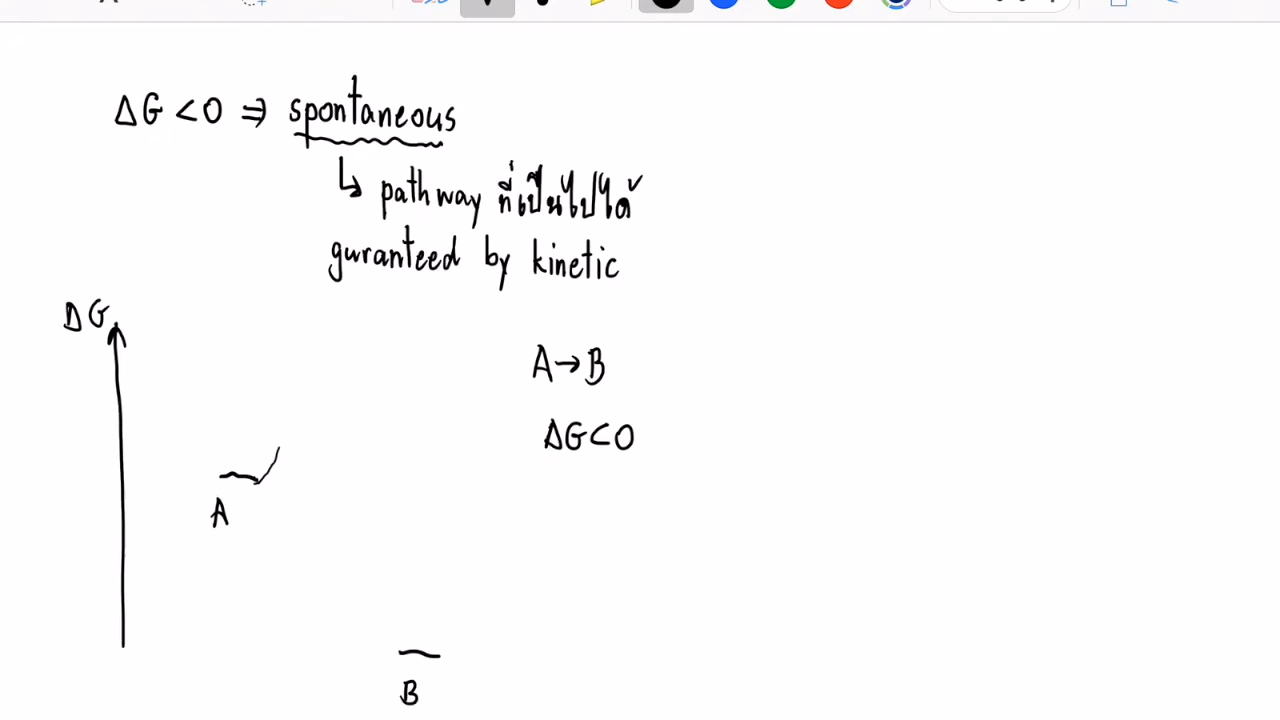 ΔG < 0 ⇒ spontaneous
↳ pathway ที่เป็นไปได้
guranteed by kinetic
ΔG
A → B
ΔG < 0
A
B